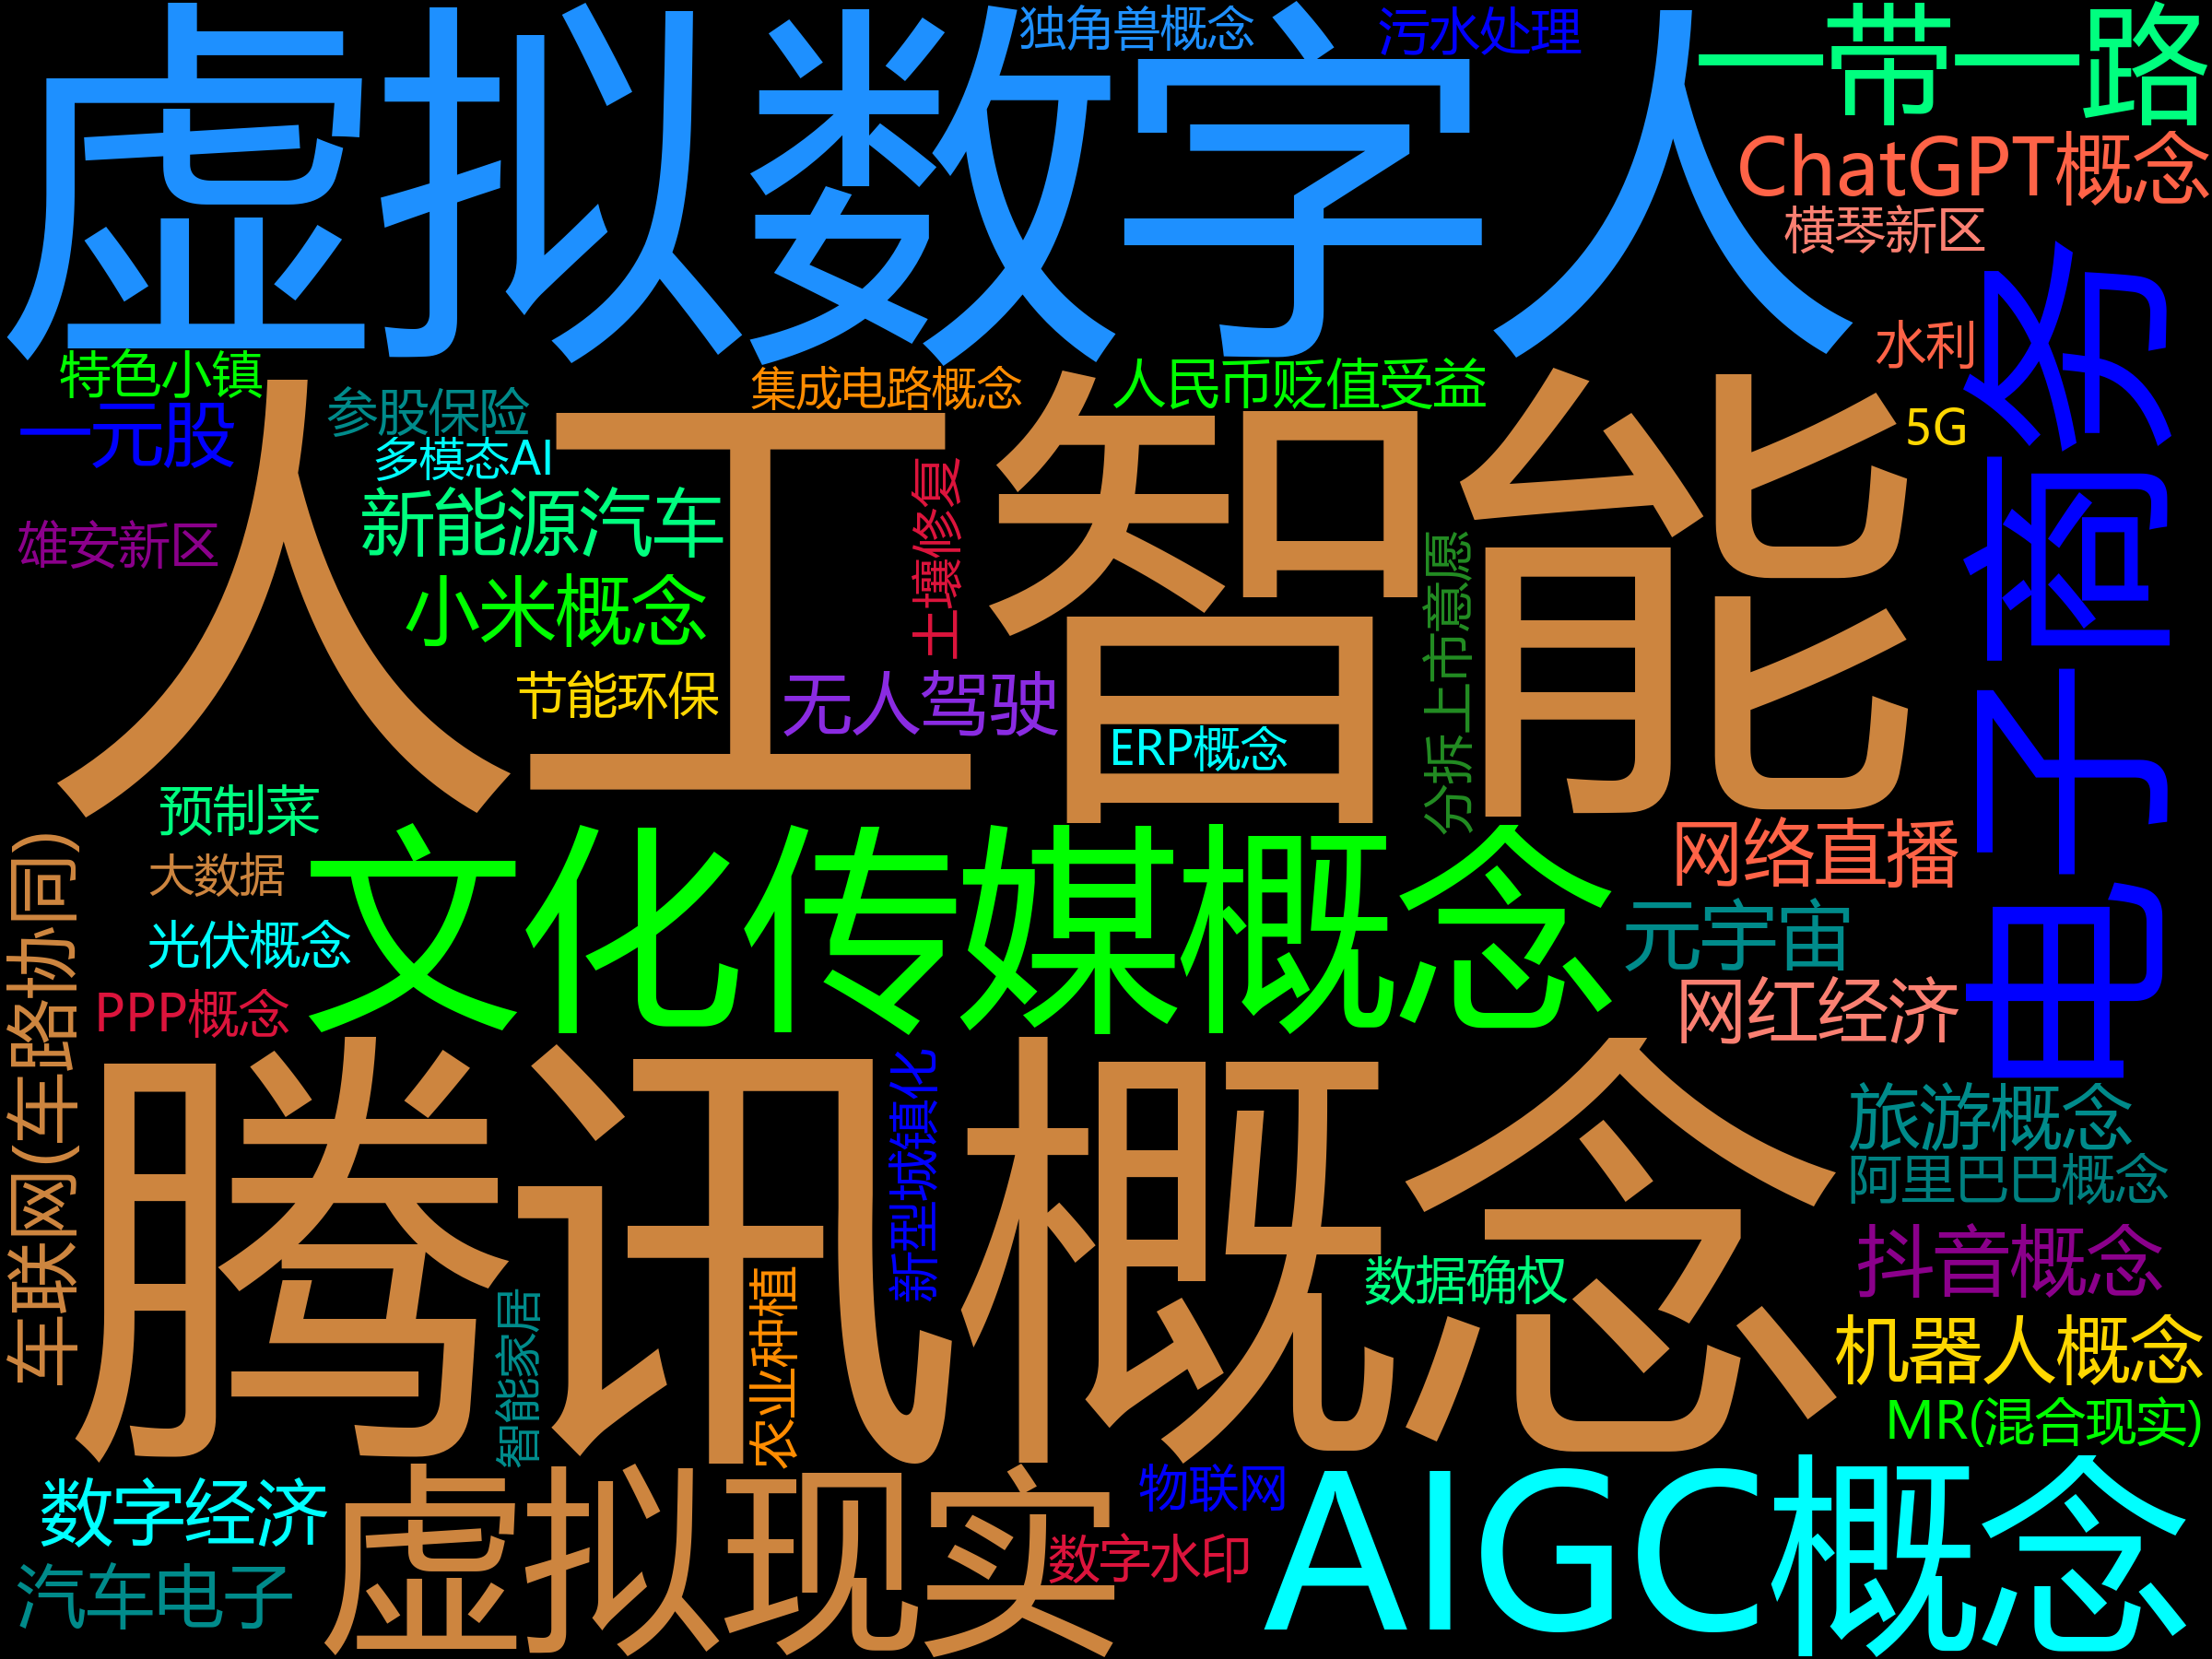 虚拟数字人
独角兽概念
污水处理
一带一路
ChatGPT概念
横琴新区
水利
5G
电子商务
特色小镇
一元股
参股保险
集成电路概念
人民币贬值受益
多模态AI
人工智能
雄安新区
新能源汽车
小米概念
土壤修复
节能环保
无人驾驶
ERP概念
分拆上市意愿
预制菜
大数据
光伏概念
PPP概念
车联网(车路协同)
文化传媒概念
网络直播
元宇宙
网红经济
腾讯概念
新型城镇化
智能家居
农业种植
数据确权
旅游概念
阿里巴巴概念
抖音概念
机器人概念
MR(混合现实)
数字经济
汽车电子
虚拟现实
物联网
数字水印
AIGC概念